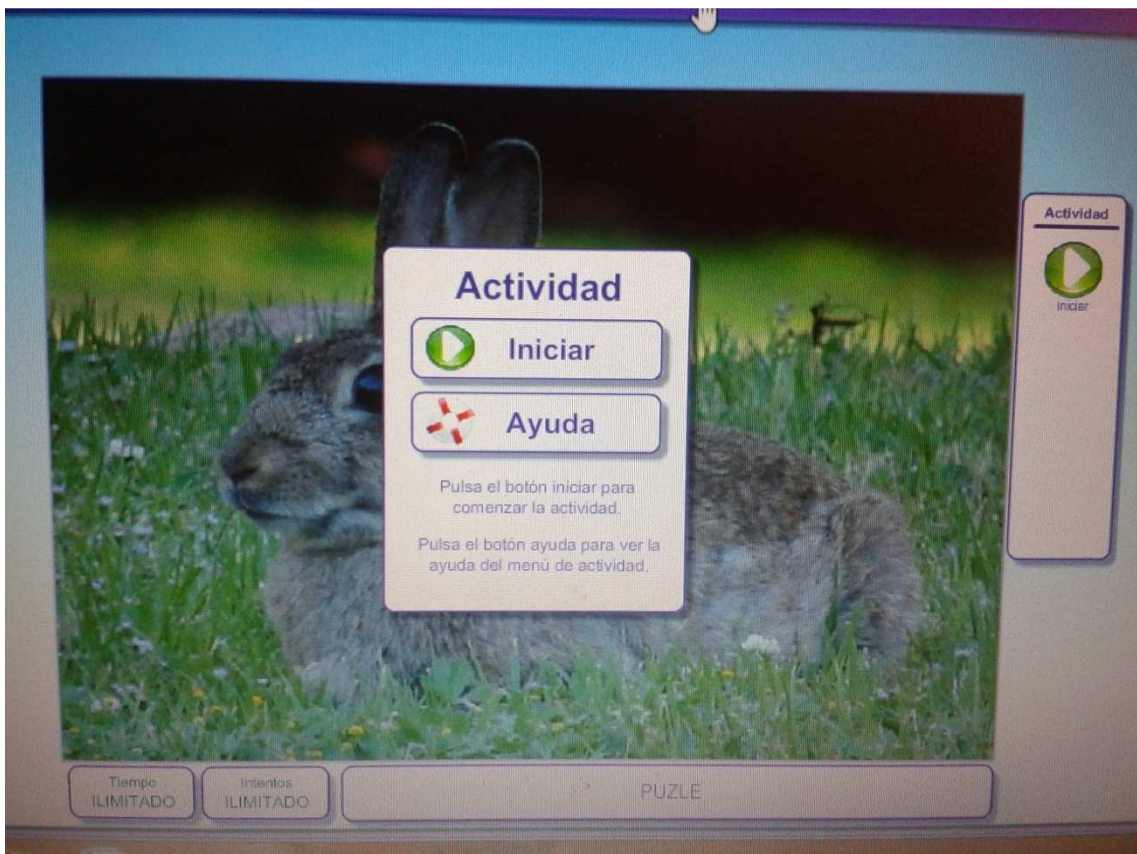 Actividad
Iniciar
Ayuda
Pulsa el botón iniciar para
comenzar la actividad.
Pulsa el botón ayuda para ver la
ayuda del menú de actividad.
Actividad
Iniciar
Tiempo
ILIMITADO
Intentos
ILIMITADO
PUZLE